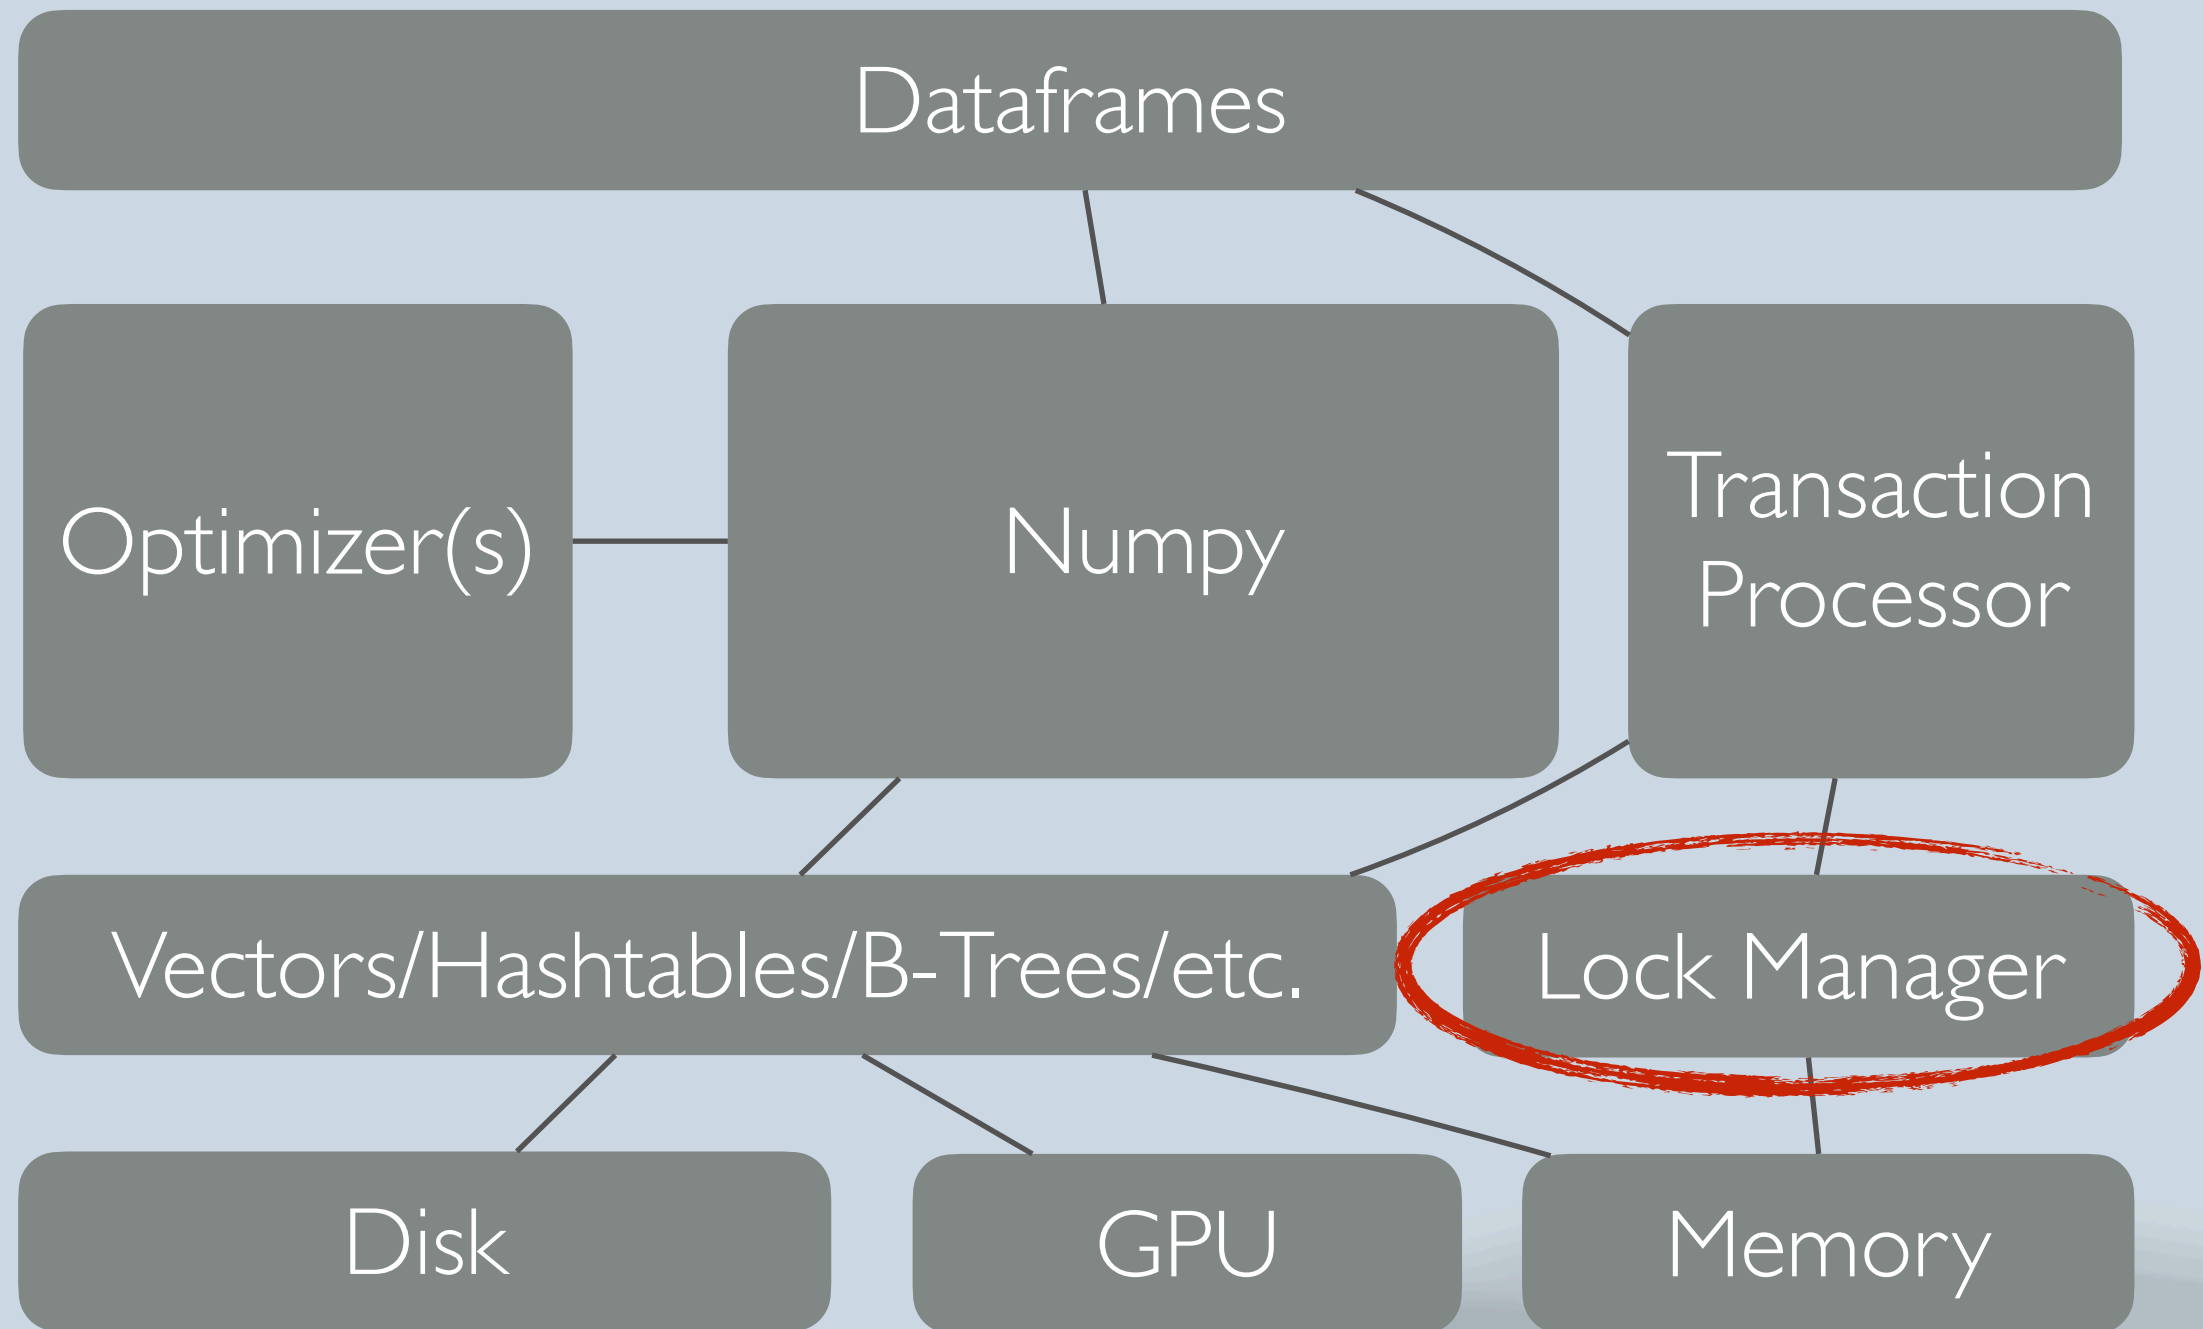 Dataframes
Optimizer(s)
Numpy
Transaction
Processor
Vectors/Hashtables/B-Trees/etc.
Lock Manager
Disk
GPU
Memory